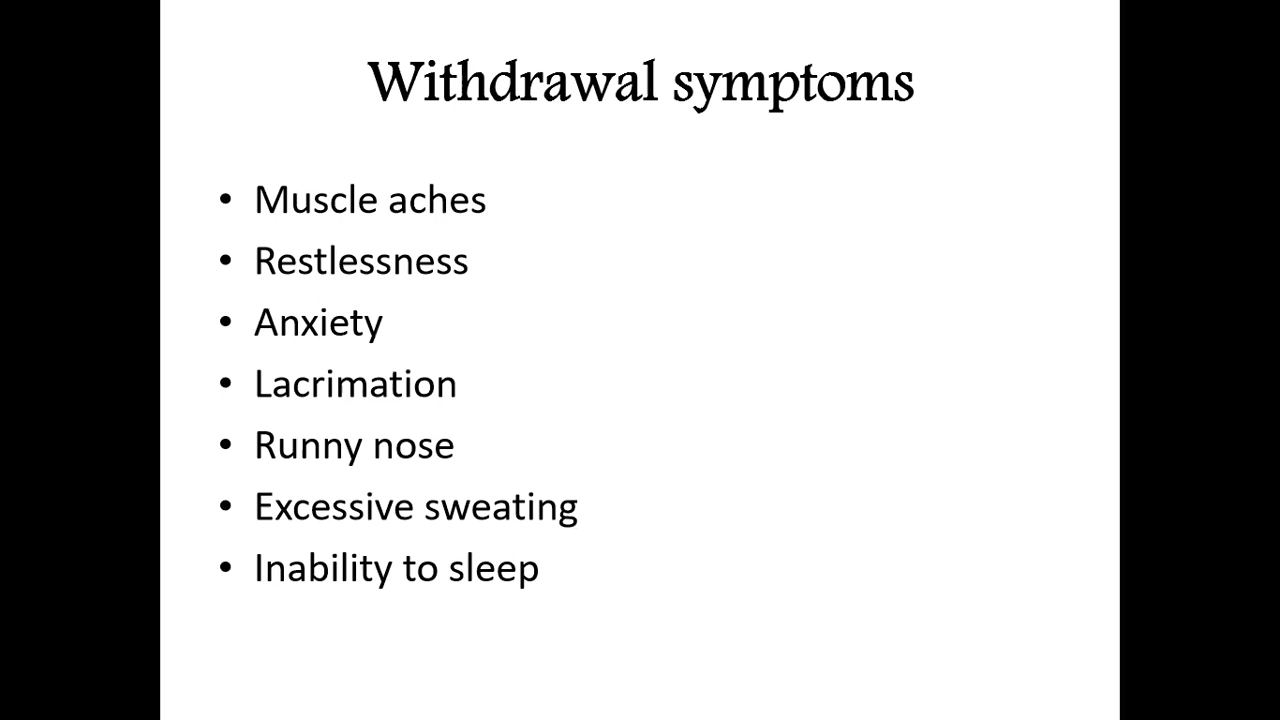 Withdrawal symptoms
• Muscle aches
• Restlessness
• Anxiety
• Lacrimation
• Runny nose
• Excessive sweating
• Inability to sleep